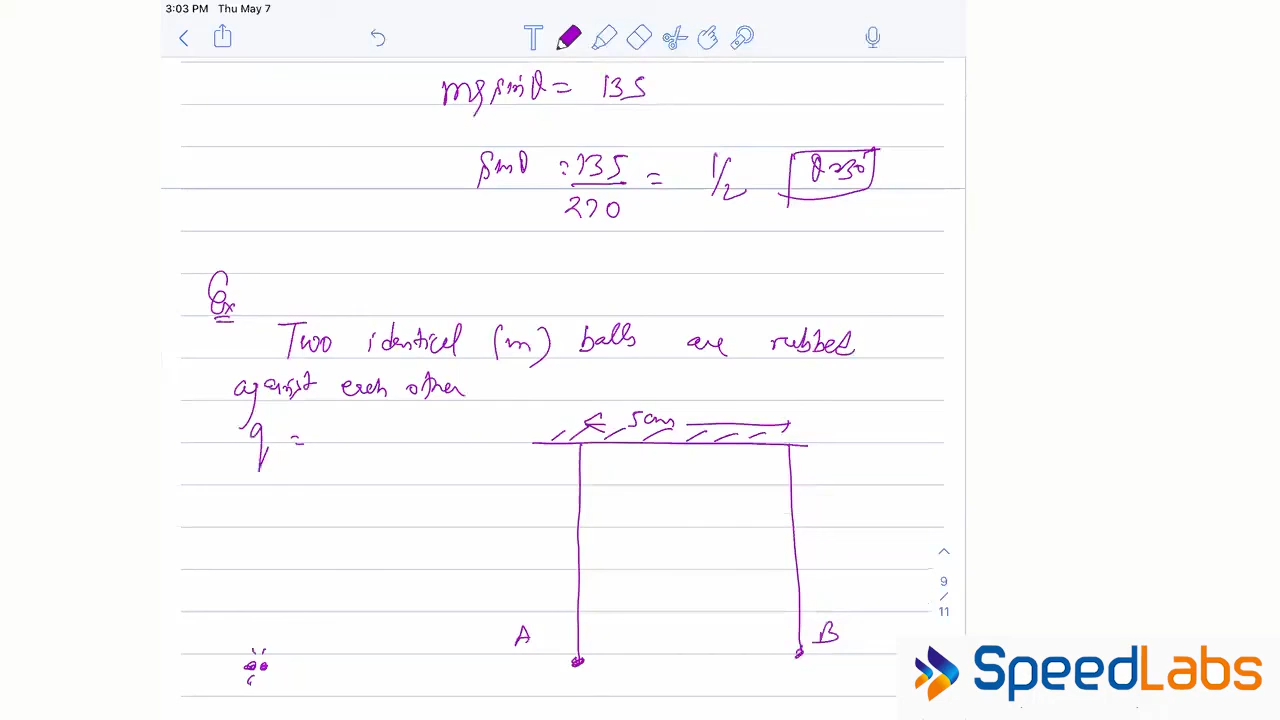 3:03 PM Thu May 7
mg sinθ = 135
sinθ = 135/270 = 1/2 θ=30
Ex
Two identical (m) balls are rubbed
against each other
5cm
q =
A B
9
/
11
SpeedLabs